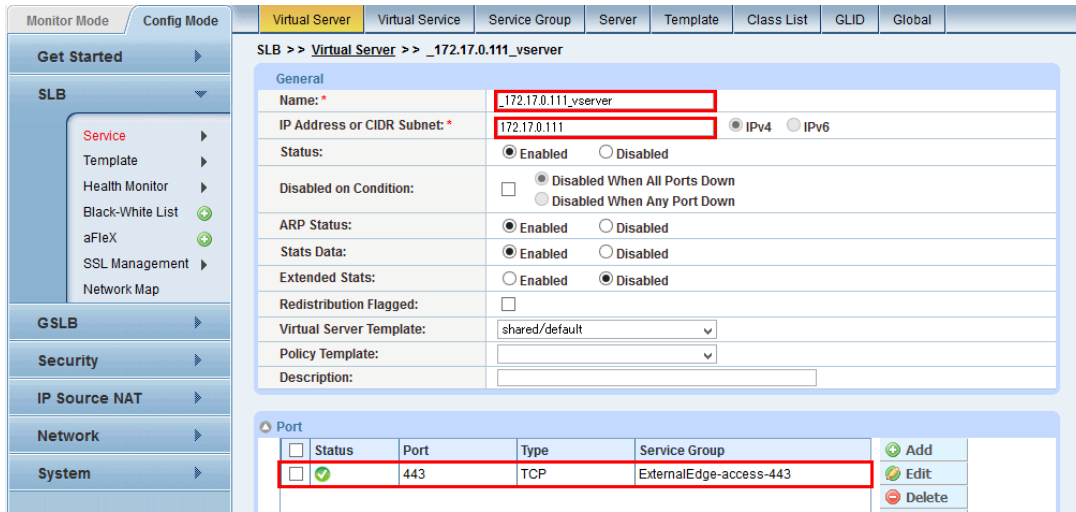 Monitor Mode Config Mode Virtual Server Virtual Service Service Group Server Template Class List GLID Global
SLB >> Virtual Server >> _172.17.0.111_vserver
Get Started
SLB
Service
Template
Health Monitor
Black-White List
aFleX
SSL Management
Network Map
GSLB
Security
IP Source NAT
Network
System
General
Name: * _172.17.0.111_vserver
IP Address or CIDR Subnet: * 172.17.0.111 IPv4 IPv6
Status: Enabled Disabled
Disabled on Condition: Disabled When All Ports Down
Disabled When Any Port Down
ARP Status: Enabled Disabled
Stats Data: Enabled Disabled
Extended Stats: Enabled Disabled
Redistribution Flagged:
Virtual Server Template: shared/default
Policy Template:
Description:
Port
Status Port Type Service Group Add
443 TCP ExternalEdge-access-443 Edit
Delete